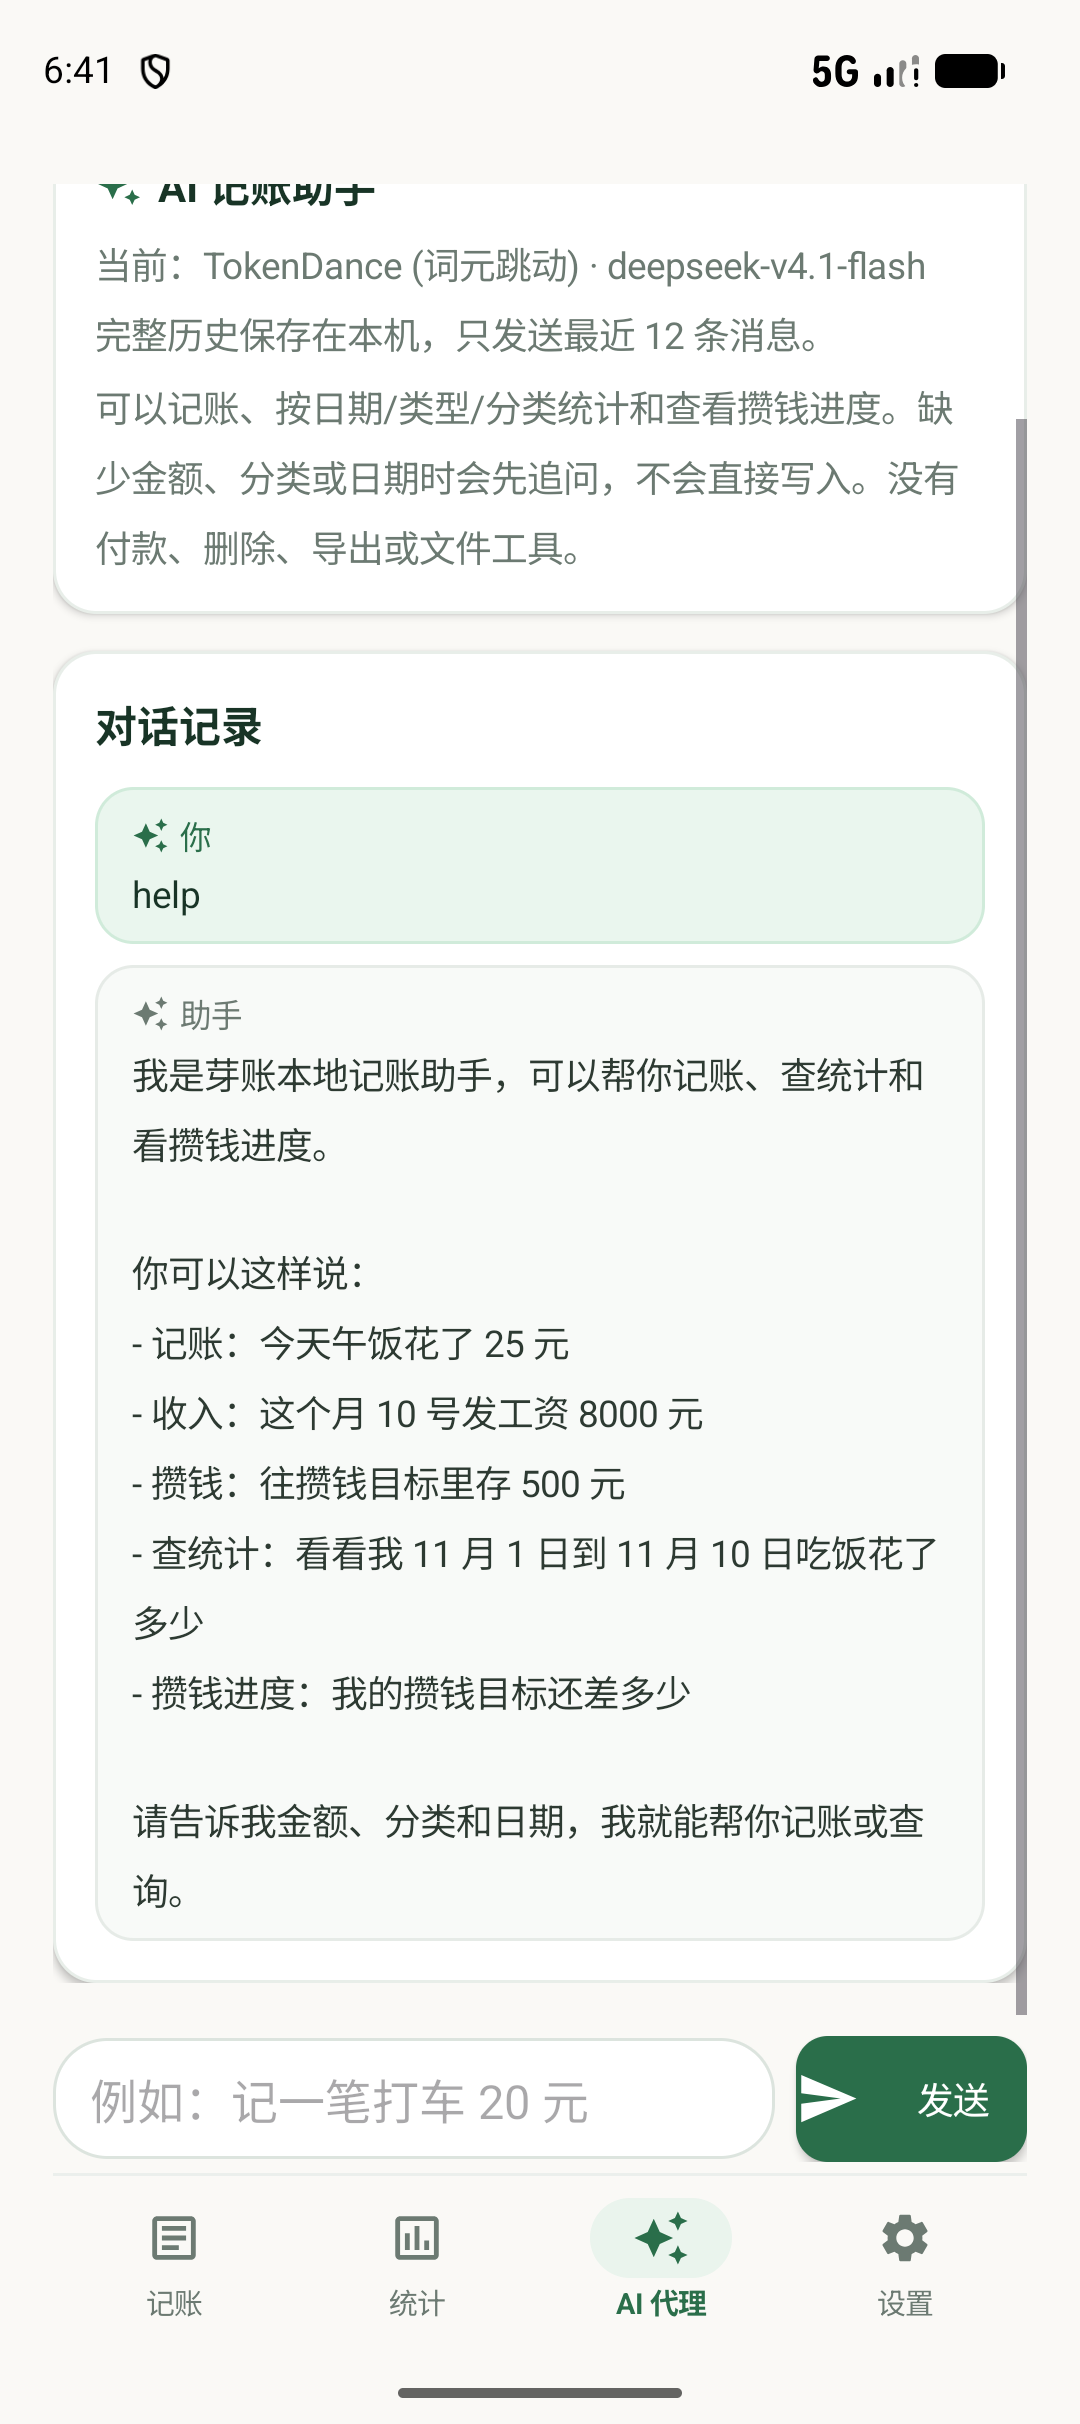 6:41
5G
AI 记账助手
当前：TokenDance (词元跳动) · deepseek-v4.1-flash
完整历史保存在本机，只发送最近 12 条消息。
可以记账、按日期/类型/分类统计和查看攒钱进度。缺
少金额、分类或日期时会先追问，不会直接写入。没有
付款、删除、导出或文件工具。
对话记录
你
help
助手
我是芽账本地记账助手，可以帮你记账、查统计和
看攒钱进度。
你可以这样说：
- 记账：今天午饭花了 25 元
- 收入：这个月 10 号发工资 8000 元
- 攒钱：往攒钱目标里存 500 元
- 查统计：看看我 11 月 1 日到 11 月 10 日吃饭花了
多少
- 攒钱进度：我的攒钱目标还差多少
请告诉我金额、分类和日期，我就能帮你记账或查
询。
例如：记一笔打车 20 元
发送
记账
统计
AI 代理
设置